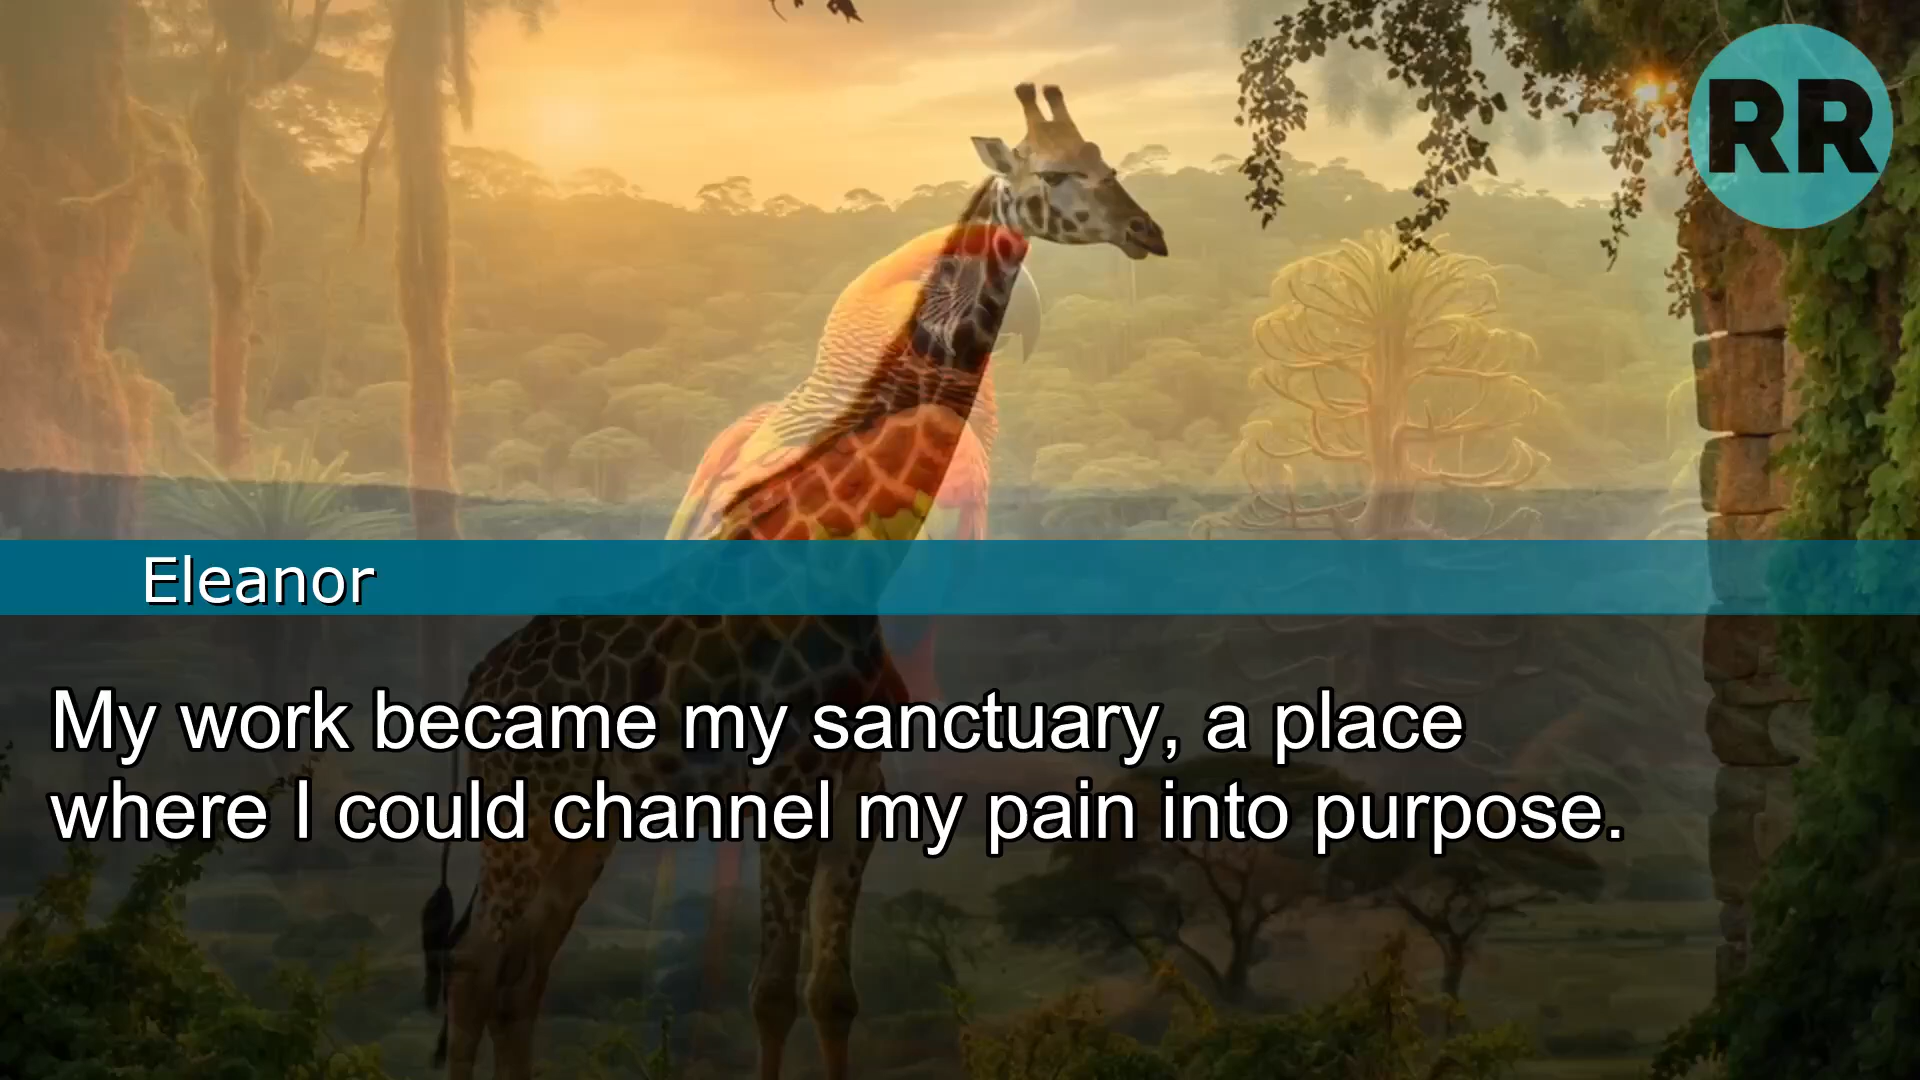 RR
Eleanor
My work became my sanctuary, a place
where I could channel my pain into purpose.